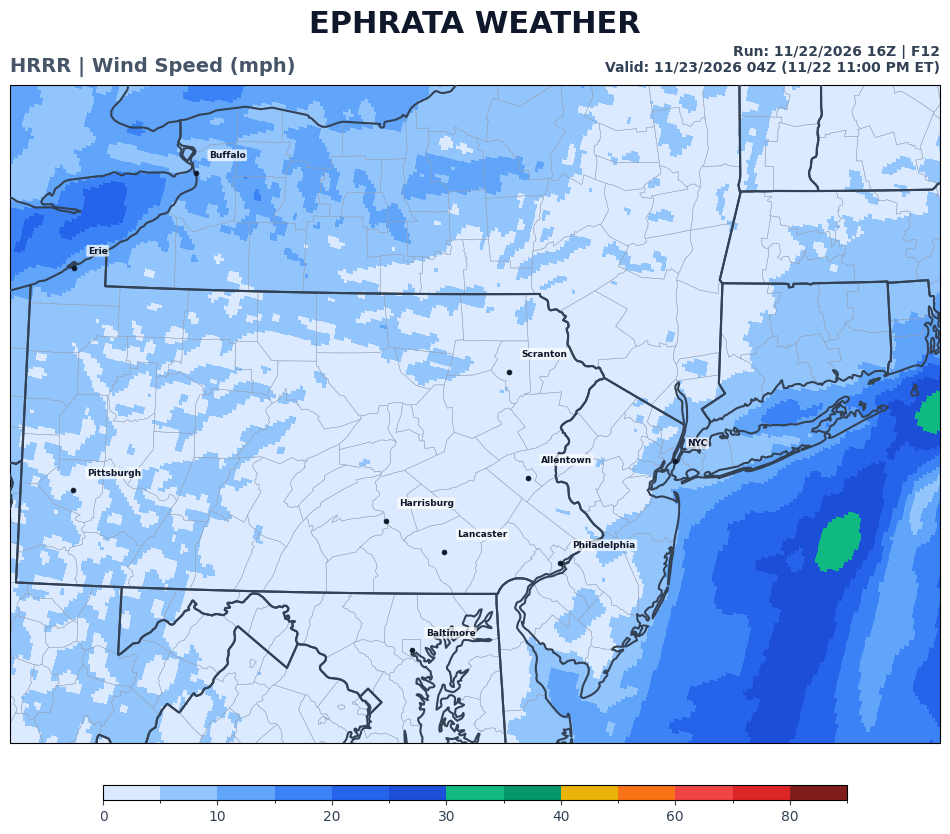 EPHRATA WEATHER
HRRR | Wind Speed (mph)
Run: 11/22/2026 16Z | F12
Valid: 11/23/2026 04Z (11/22 11:00 PM ET)
Buffalo
Erie
Scranton
NYC
Allentown
Pittsburgh
Harrisburg
Lancaster
Philadelphia
Baltimore
0 10 20 30 40 50 60 70 80